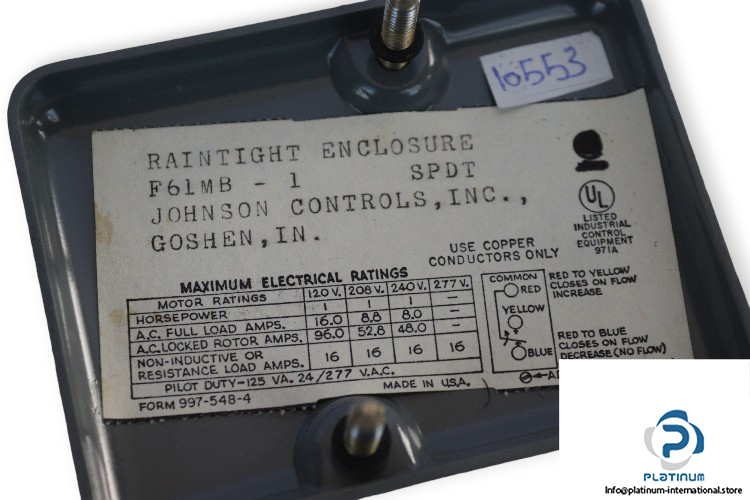 10553
RAINTIGHT ENCLOSURE
F61MB - 1 SPDT
JOHNSON CONTROLS,INC.,
GOSHEN,IN.
UL
LISTED
INDUSTRIAL
CONTROL
EQUIPMENT
971A
USE COPPER
CONDUCTORS ONLY
MAXIMUM ELECTRICAL RATINGS
MOTOR RATINGS 120 V. 208 V. 240 V. 277 V.
HORSEPOWER 1 1 1 —
A.C. FULL LOAD AMPS. 16.0 8.8 8.0 —
A.C. LOCKED ROTOR AMPS. 96.0 52.8 48.0 —
NON-INDUCTIVE OR
RESISTANCE LOAD AMPS. 16 16 16 16
PILOT DUTY-125 VA. 24/277 V.A.C.
FORM 997-548-4
MADE IN U.S.A.
COMMON
RED
YELLOW
BLUE
RED TO YELLOW
CLOSES ON FLOW
INCREASE
RED TO BLUE
CLOSES ON FLOW
DECREASE (NO FLOW)
PLATINUM
Info@platinum-international.store